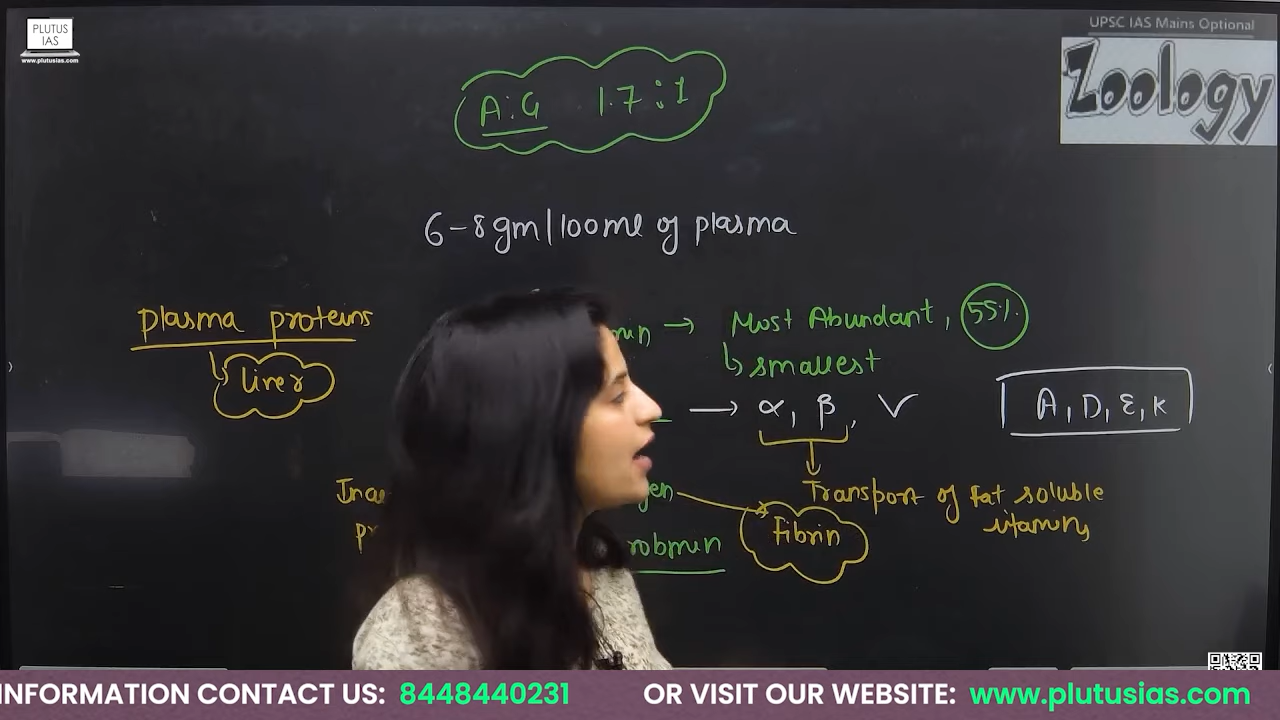 PLUTUS
IAS
www.plutusias.com
UPSC IAS Mains Optional
Zoology
A:G 1.7:1
6-8gm/100ml of plasma
Plasma proteins
liver
→ Most Abundant, 55%
↳ smallest
→ α, β, γ
A, D, E, K
Transport of Fat soluble
vitamins
Fibrin
INFORMATION CONTACT US: 8448440231 OR VISIT OUR WEBSITE: www.plutusias.com